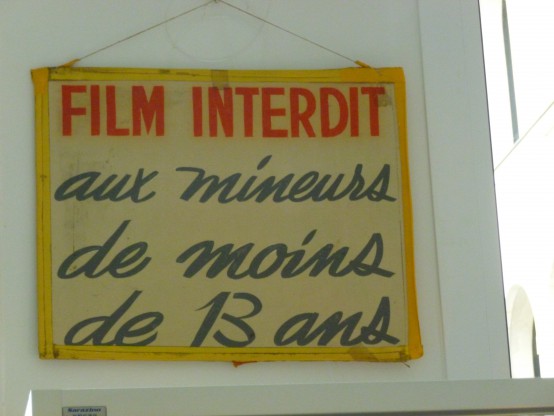 FILM INTERDIT
aux mineurs
de moins
de 13 ans